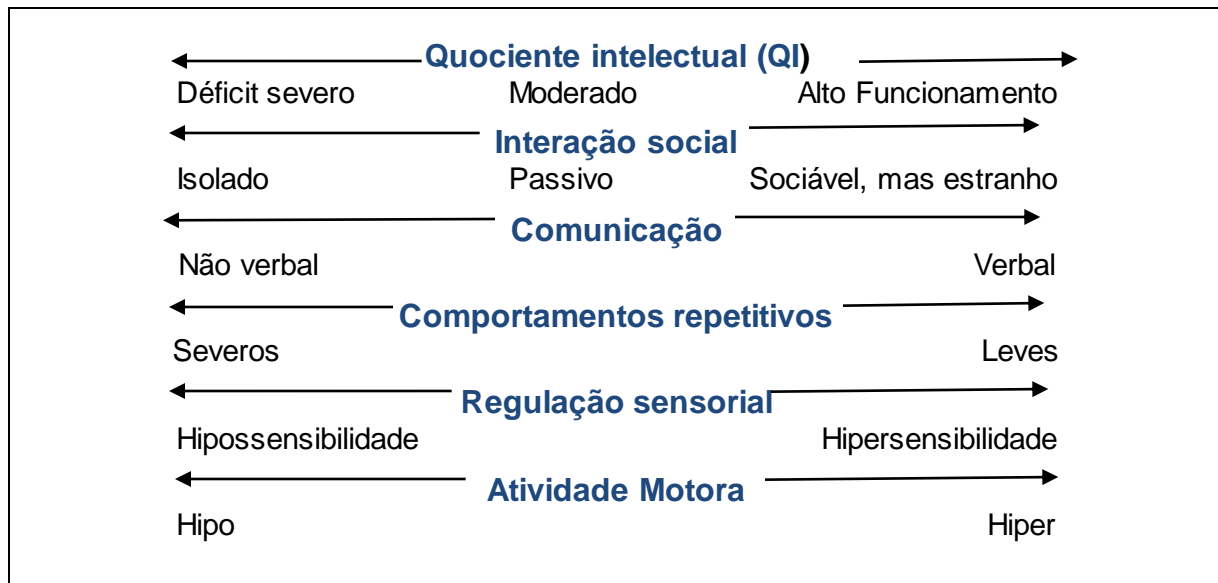 Quociente intelectual (QI)
Déficit severo Moderado Alto Funcionamento
Interação social
Isolado Passivo Sociável, mas estranho
Comunicação
Não verbal Verbal
Comportamentos repetitivos
Severos Leves
Regulação sensorial
Hipossensibilidade Hipersensibilidade
Atividade Motora
Hipo Hiper